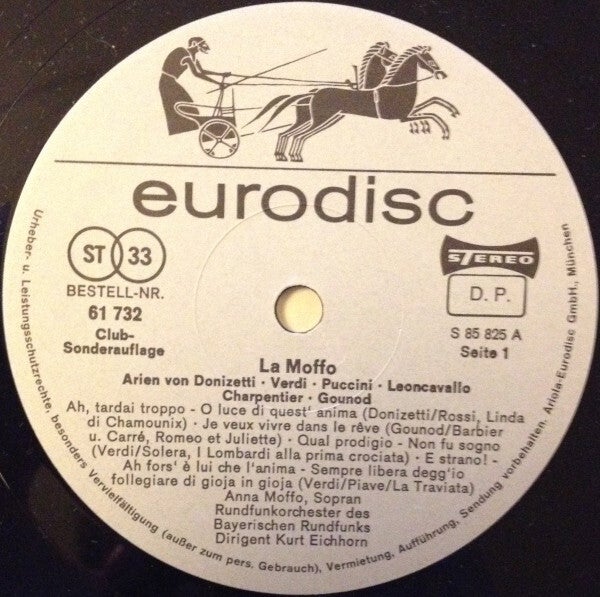 eurodisc
ST 33
BESTELL-NR.
61 732
Club-
Sonderauflage
STEREO
D. P.
S 85 825 A
Seite 1
La Moffo
Arien von Donizetti · Verdi · Puccini · Leoncavallo
Charpentier · Gounod
Ah, tardai troppo - O luce di quest' anima (Donizetti/Rossi, Linda
di Chamounix) · Je veux vivre dans le rêve (Gounod/Barbier
u. Carré, Romeo et Juliette) · Qual prodigio - Non fu sogno
(Verdi/Solera, I Lombardi alla prima crociata) · E strano! -
Ah fors' è lui che l'anima - Sempre libera degg'io
follegiare di gioja in gioja (Verdi/Piave/La Traviata)
Anna Moffo, Sopran
Rundfunkorchester des
Bayerischen Rundfunks
Dirigent Kurt Eichhorn
Urheber- u. Leistungsschutzrechte, besonders Vervielfältigung (außer zum pers. Gebrauch), Vermietung, Aufführung, Sendung vorbehalten. Ariola-Eurodisc GmbH., München